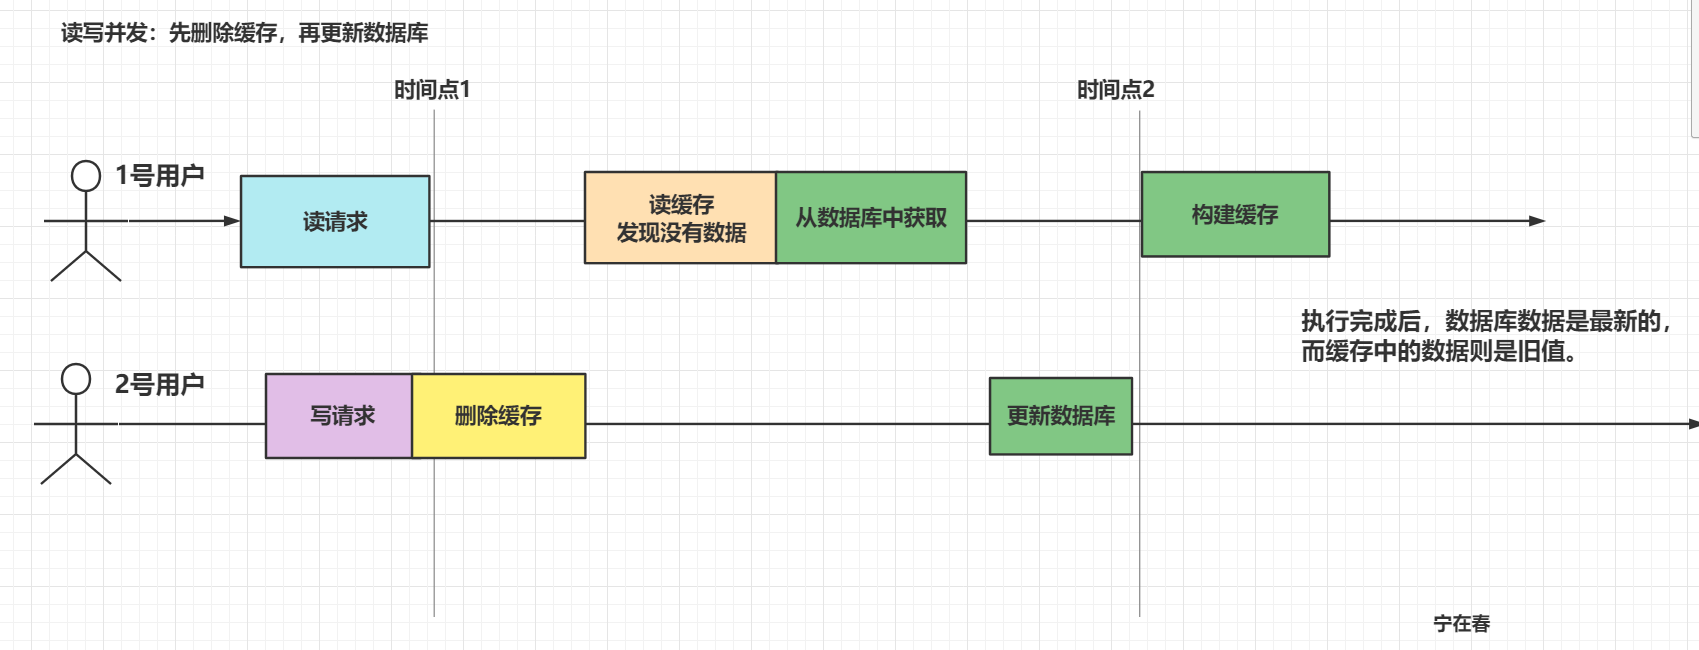 读写并发：先删除缓存，再更新数据库
时间点1
时间点2
1号用户
读请求
读缓存
发现没有数据
从数据库中获取
构建缓存
执行完成后，数据库数据是最新的，
而缓存中的数据则是旧值。
2号用户
写请求
删除缓存
更新数据库
宁在春